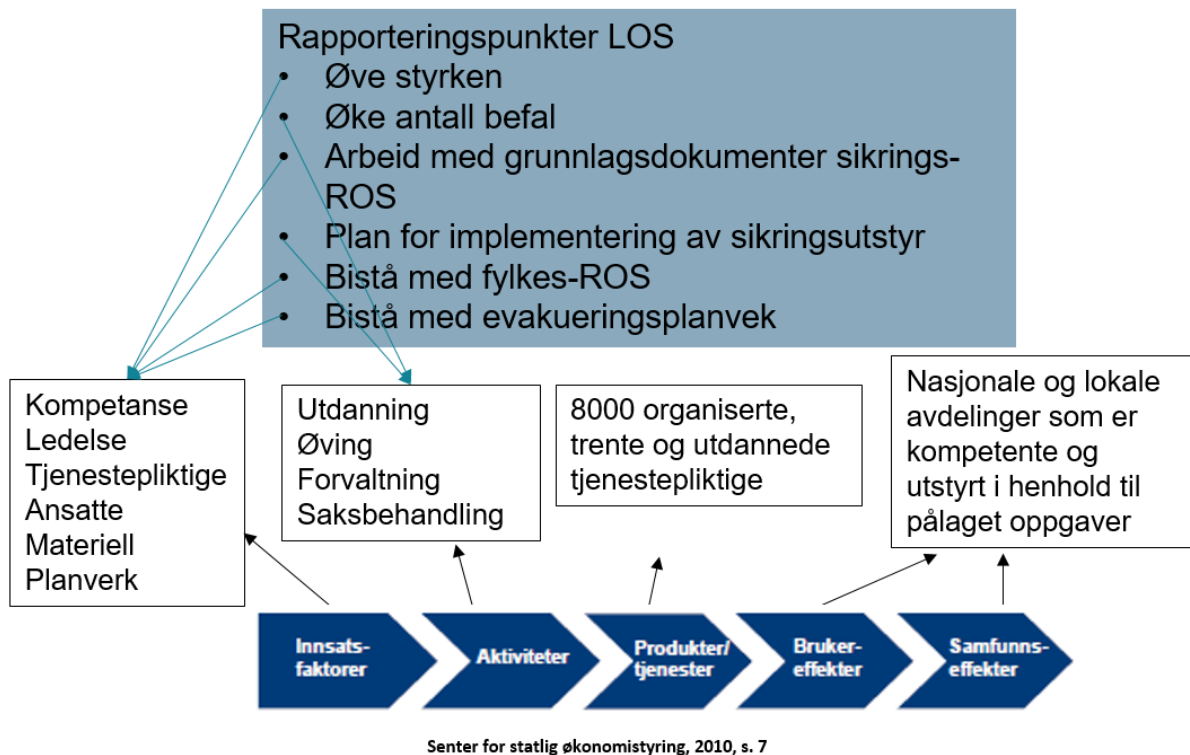 Rapporteringspunkter LOS
• Øve styrken
• Øke antall befal
• Arbeid med grunnlagsdokumenter sikrings-
ROS
• Plan for implementering av sikringsutstyr
• Bistå med fylkes-ROS
• Bistå med evakueringsplanvek
Kompetanse
Ledelse
Tjenestepliktige
Ansatte
Materiell
Planverk
Utdanning
Øving
Forvaltning
Saksbehandling
8000 organiserte,
trente og utdannede
tjenestepliktige
Nasjonale og lokale
avdelinger som er
kompetente og
utstyrt i henhold til
pålaget oppgaver
Innsats-
faktorer
Aktiviteter
Produkter/
tjenester
Bruker-
effekter
Samfunns-
effekter
Senter for statlig økonomistyring, 2010, s. 7